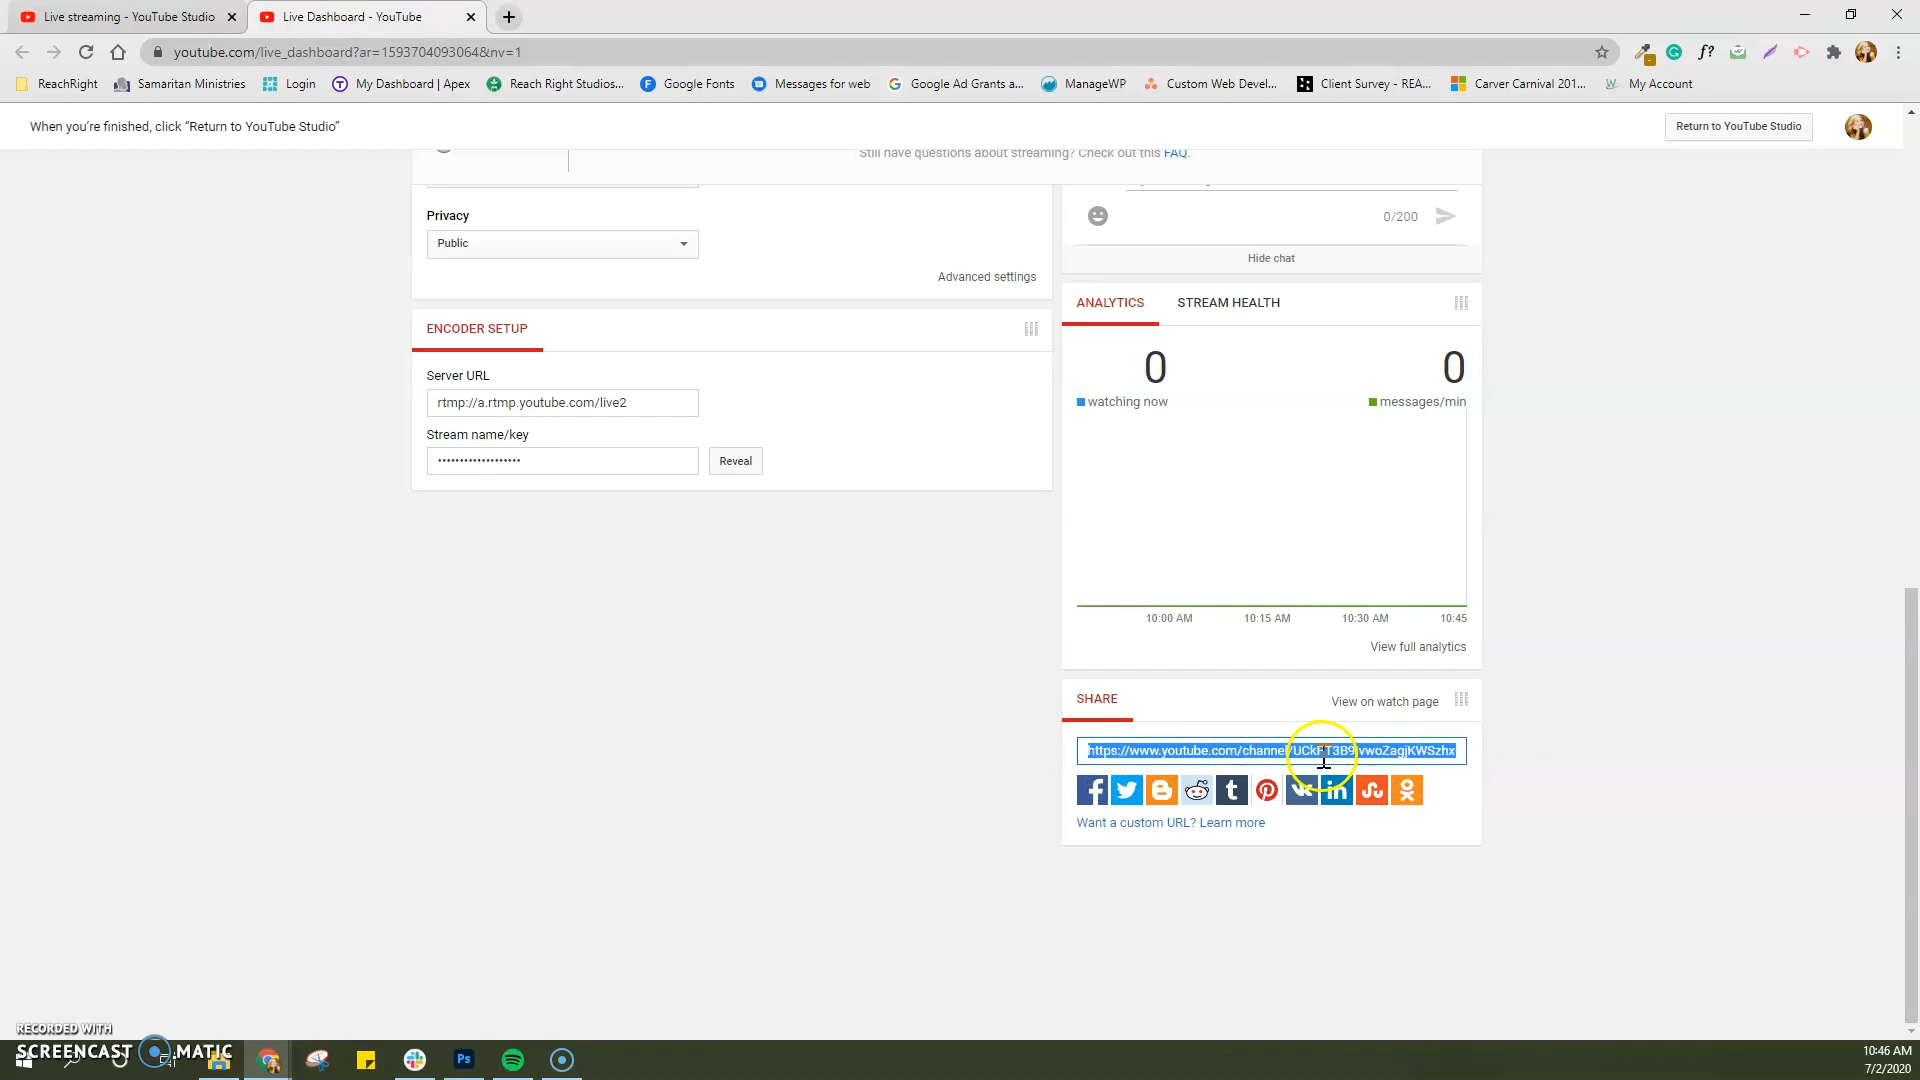 Live streaming - YouTube Studio
Live Dashboard - YouTube
youtube.com/live_dashboard?ar=1593704093064&nv=1
ReachRight
Samaritan Ministries
Login
My Dashboard | Apex
Reach Right Studios...
Google Fonts
Messages for web
Google Ad Grants a...
ManageWP
Custom Web Devel...
Client Survey - REA...
Carver Carnival 201...
My Account
When you're finished, click “Return to YouTube Studio”
Return to YouTube Studio
Still have questions about streaming? Check out this FAQ.
Privacy
Public
Advanced settings
ENCODER SETUP
Server URL
rtmp://a.rtmp.youtube.com/live2
Stream name/key
Reveal
0/200
Hide chat
ANALYTICS
STREAM HEALTH
0
0
watching now
messages/min
10:00 AM
10:15 AM
10:30 AM
10:45
View full analytics
SHARE
View on watch page
Want a custom URL? Learn more
RECORDED WITH
SCREENCAST MATIC
Ps
10:46 AM
7/2/2020